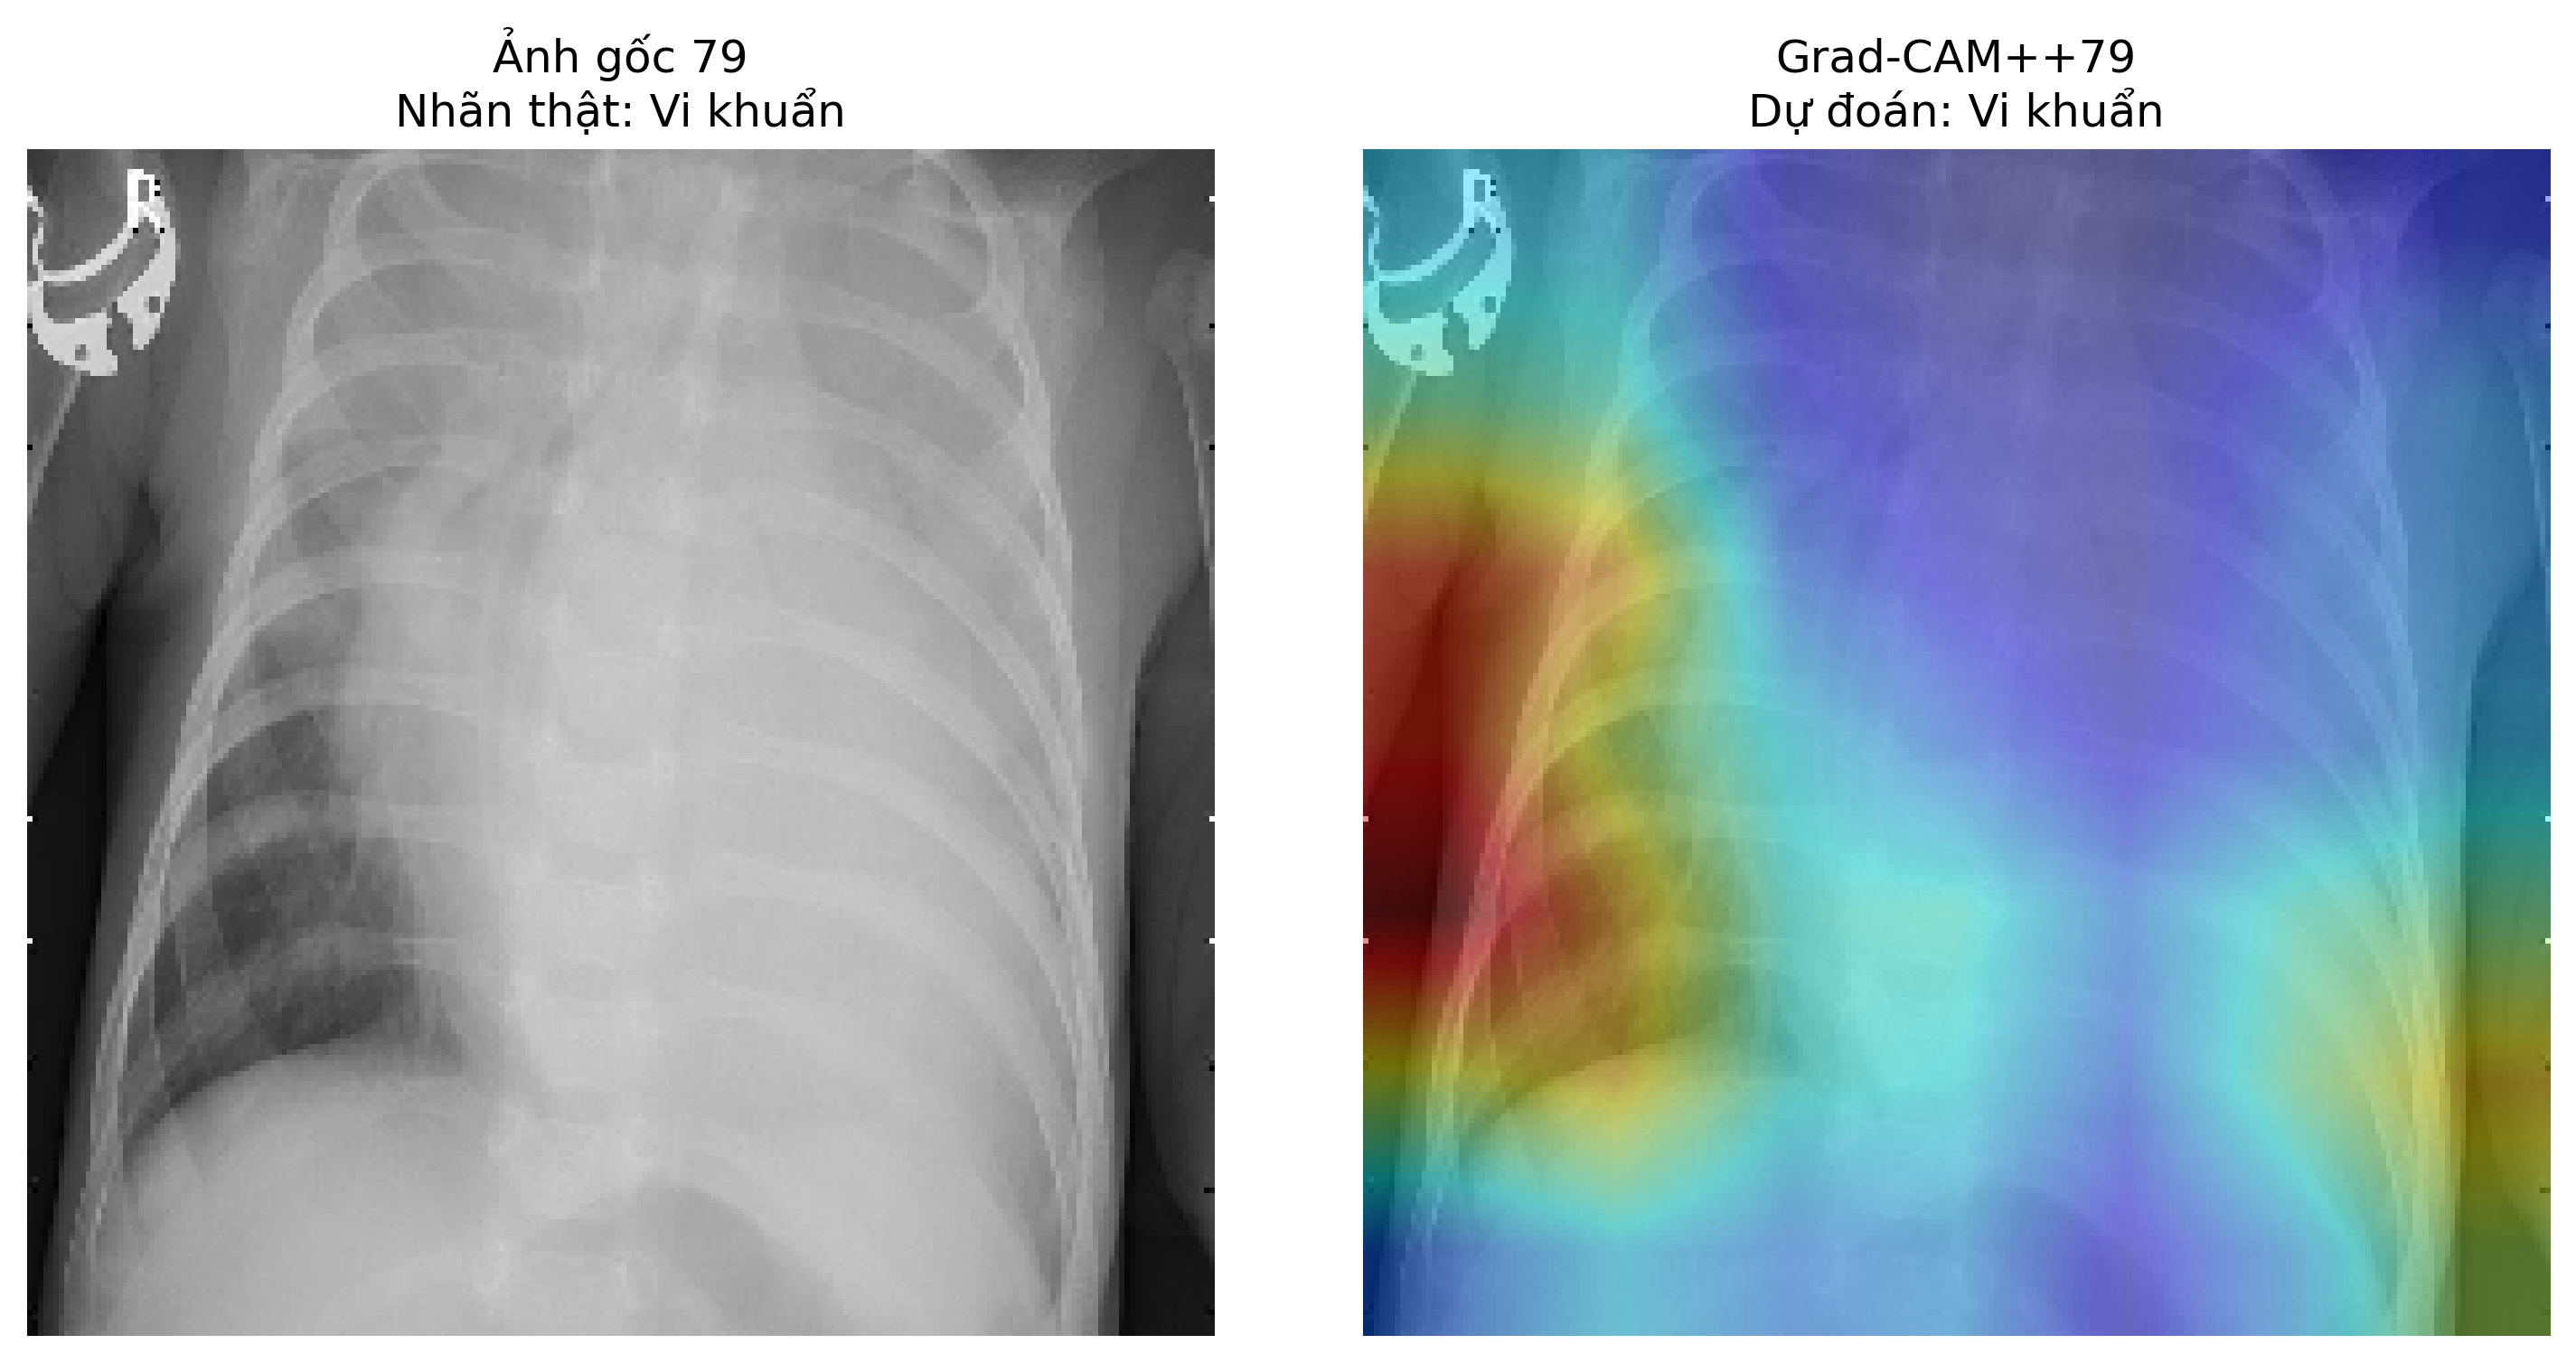 Ảnh gốc 79
Nhãn thật: Vi khuẩn
Grad-CAM++79
Dự đoán: Vi khuẩn
R